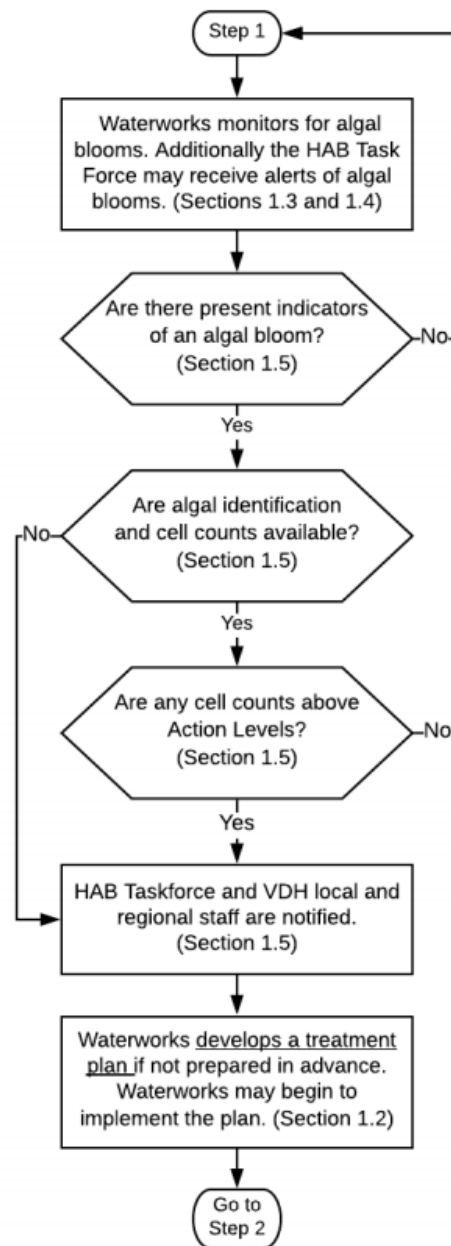 Step 1
Waterworks monitors for algal
blooms. Additionally the HAB Task
Force may receive alerts of algal
blooms. (Sections 1.3 and 1.4)
Are there present indicators
of an algal bloom?
(Section 1.5)
No
Yes
Are algal identification
and cell counts available?
(Section 1.5)
No
Yes
Are any cell counts above
Action Levels?
(Section 1.5)
No
Yes
HAB Taskforce and VDH local and
regional staff are notified.
(Section 1.5)
Waterworks develops a treatment
plan if not prepared in advance.
Waterworks may begin to
implement the plan. (Section 1.2)
Go to
Step 2